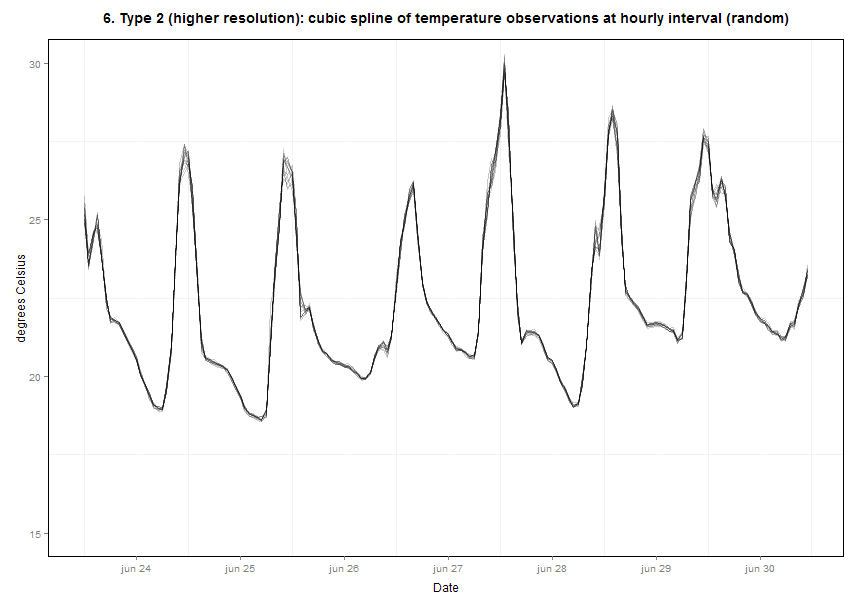 6. Type 2 (higher resolution): cubic spline of temperature observations at hourly interval (random)
degrees Celsius
30
25
20
15
jun 24 jun 25 jun 26 jun 27 jun 28 jun 29 jun 30
Date